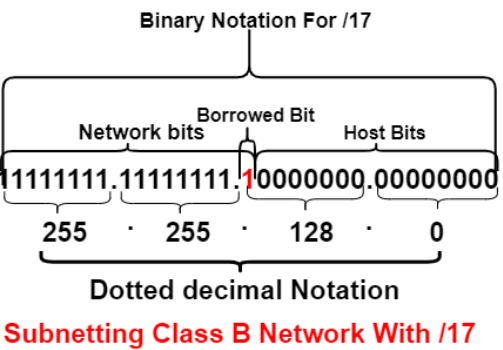 Binary Notation For /17
Borrowed Bit
Network bits Host Bits
11111111.11111111.10000000.00000000
255 . 255 . 128 . 0
Dotted decimal Notation
Subnetting Class B Network With /17